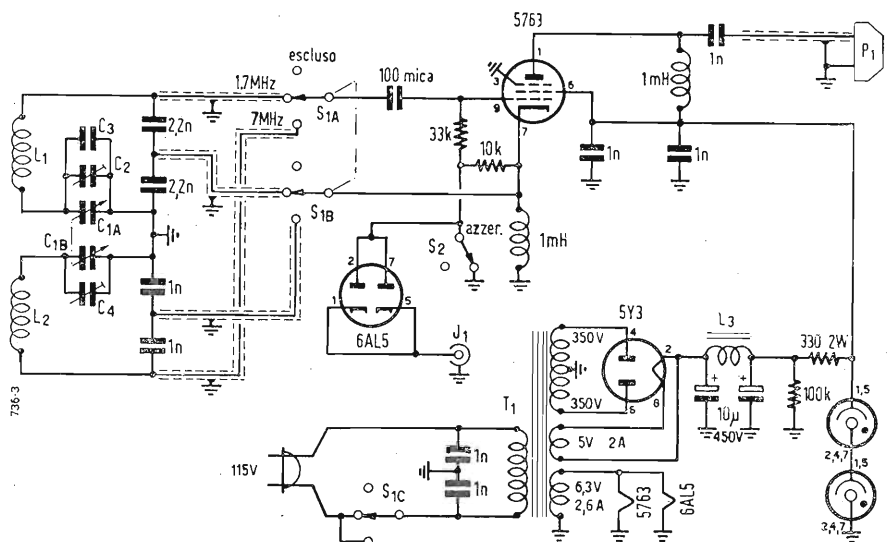 5763
1
3
9
6
7
escluso
1.7MHz
S1A
7MHz
S1B
100 mica
33k
10k
1mH
1n
P1
1mH
1n
1n
L1
C3
C2
C1A
C1B
C4
L2
2,2n
2,2n
1n
1n
azzer.
S2
2
7
1
5
6AL5
J1
5Y3
350V
350V
4
6
2
8
5V 2A
6,3V
2,6A
5763
6AL5
T1
L3
+
+
10µ
450V
330 2W
100k
1,5
2,4,7
1,5
3,4,7
115V
S1C
1n
1n
736-3